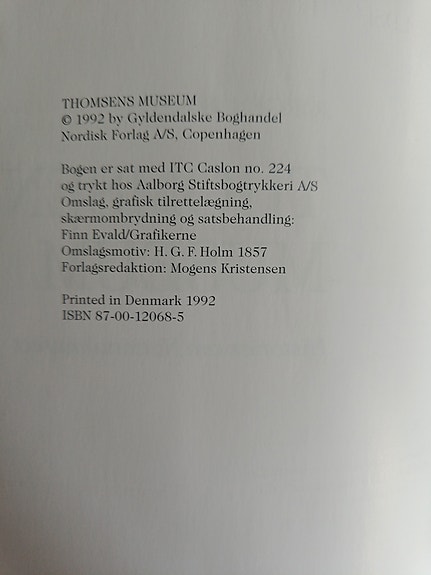 THOMSENS MUSEUM
© 1992 by Gyldendalske Boghandel
Nordisk Forlag A/S, Copenhagen
Bogen er sat med ITC Caslon no. 224
og trykt hos Aalborg Stiftsbogtrykkeri A/S
Omslag, grafisk tilrettelægning,
skærmombrydning og satsbehandling:
Finn Evald/Grafikerne
Omslagsmotiv: H. G. F. Holm 1857
Forlagsredaktion: Mogens Kristensen
Printed in Denmark 1992
ISBN 87-00-12068-5